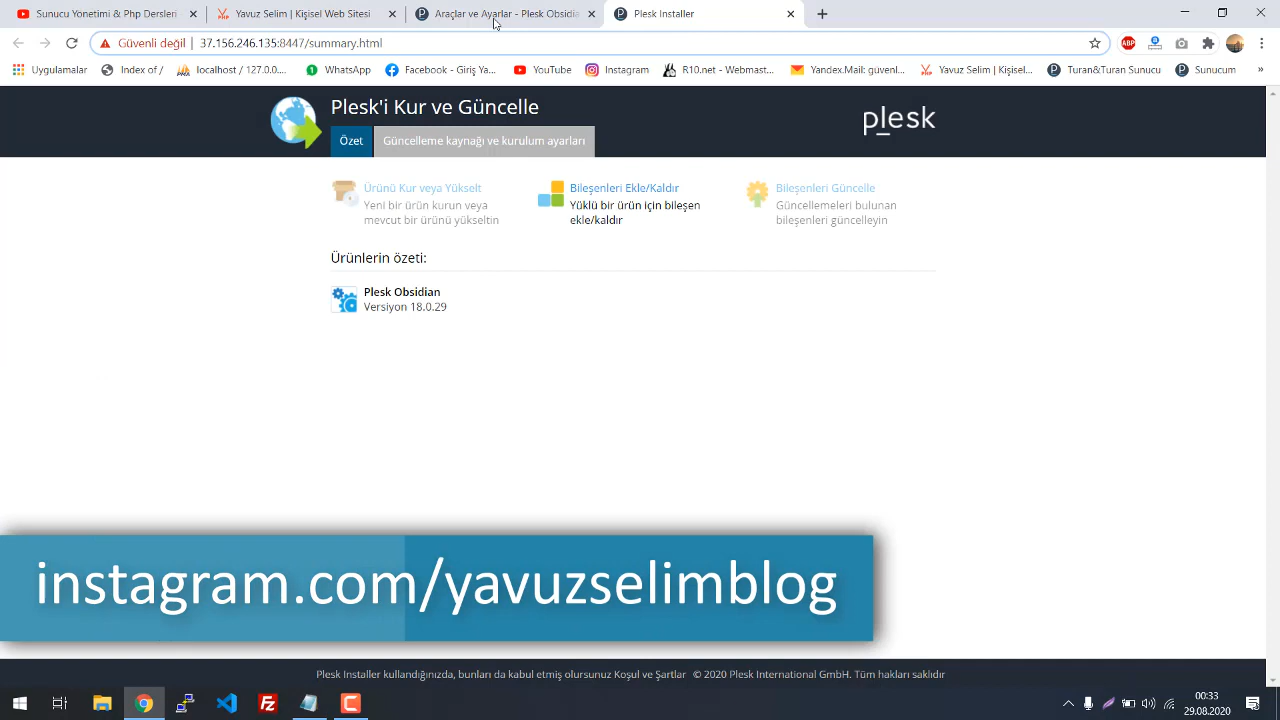 Sunucu Yönetimi & Php Dersleri
Yavuz Selim | Kişisel Web Sitesi
Araçlar ve Ayarlar - Plesk Obsidia
Plesk Installer
Güvenli değil | 37.156.246.135:8447/summary.html
ABP
Uygulamalar
Index of /
localhost / 127.0.0...
WhatsApp
Facebook - Giriş ...
YouTube
Instagram
R10.net - Webmast...
Yandex.Mail: güvenl...
Yavuz Selim | Kişisel...
Turan&Turan Sunucu
Sunucum
»
Plesk'i Kur ve Güncelle
plesk
Özet
Güncelleme kaynağı ve kurulum ayarları
Ürünü Kur veya Yükselt
Yeni bir ürün kurun veya
mevcut bir ürünü yükseltin
Bileşenleri Ekle/Kaldır
Yüklü bir ürün için bileşen
ekle/kaldır
Bileşenleri Güncelle
Güncellemeleri bulunan
bileşenleri güncelleyin
Ürünlerin özeti:
Plesk Obsidian
Versiyon 18.0.29
instagram.com/yavuzselimblog
Plesk Installer kullandığınızda, bunları da kabul etmiş olursunuz Koşul ve Şartlar © 2020 Plesk International GmbH. Tüm hakları saklıdır
00:33
29.08.2020